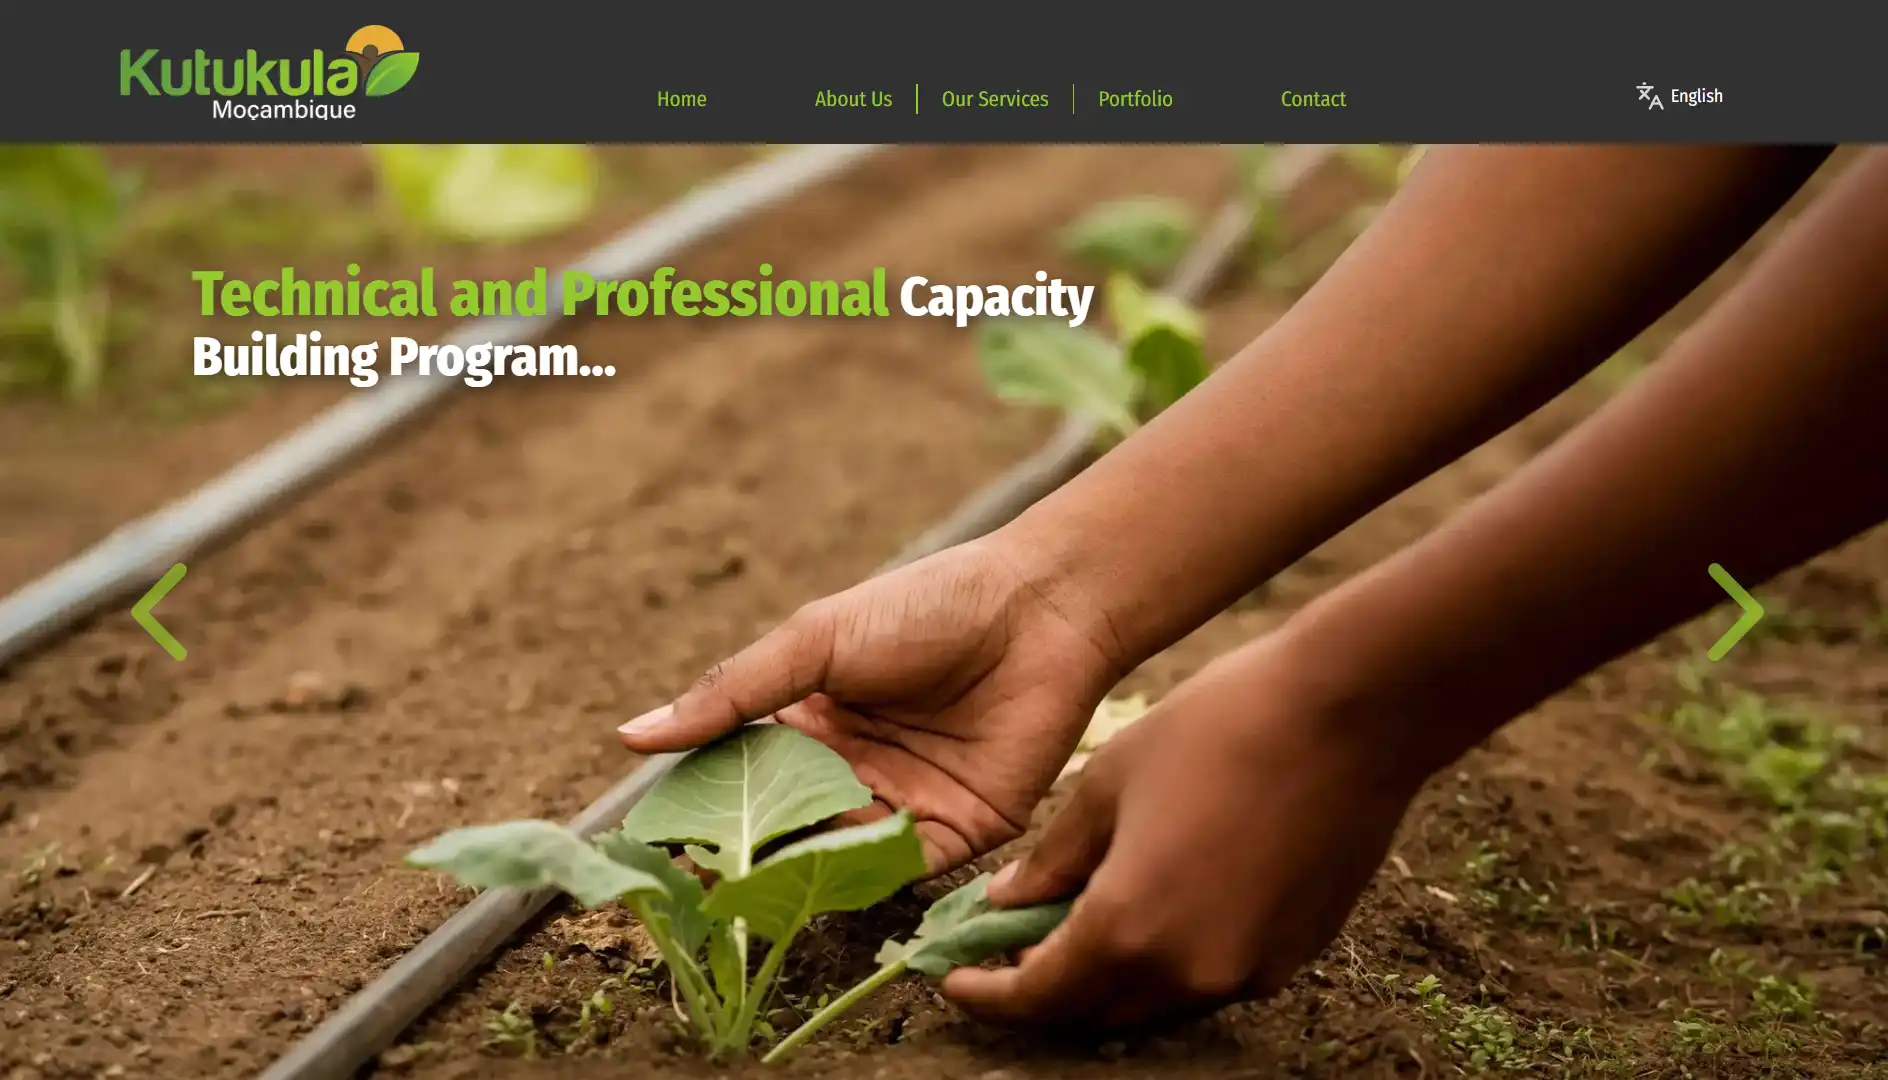 Kutukula
Moçambique
Home
About Us
Our Services
Portfolio
Contact
English
Technical and Professional Capacity
Building Program...